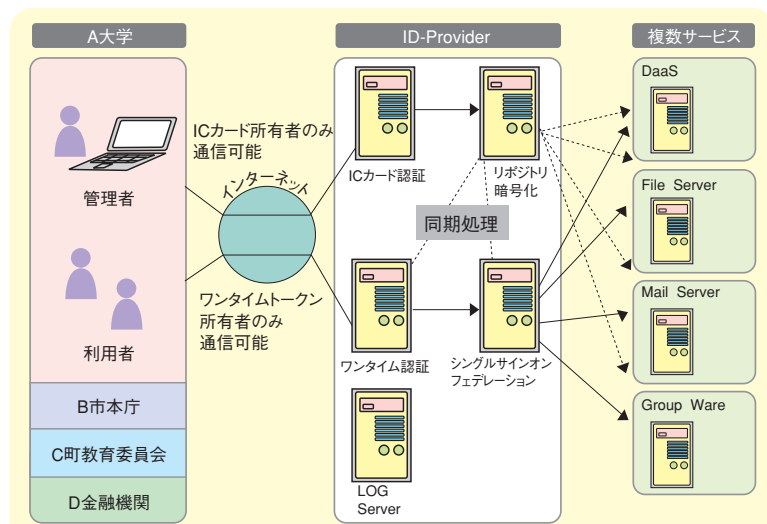 A大学
管理者
利用者
B市本庁
C町教育委員会
D金融機関
ICカード所有者のみ
通信可能
インターネット
ワンタイムトークン
所有者のみ
通信可能
ID-Provider
ICカード認証
リポジトリ
暗号化
同期処理
ワンタイム認証
シングルサインオン
フェデレーション
LOG
Server
複数サービス
DaaS
File Server
Mail Server
Group Ware